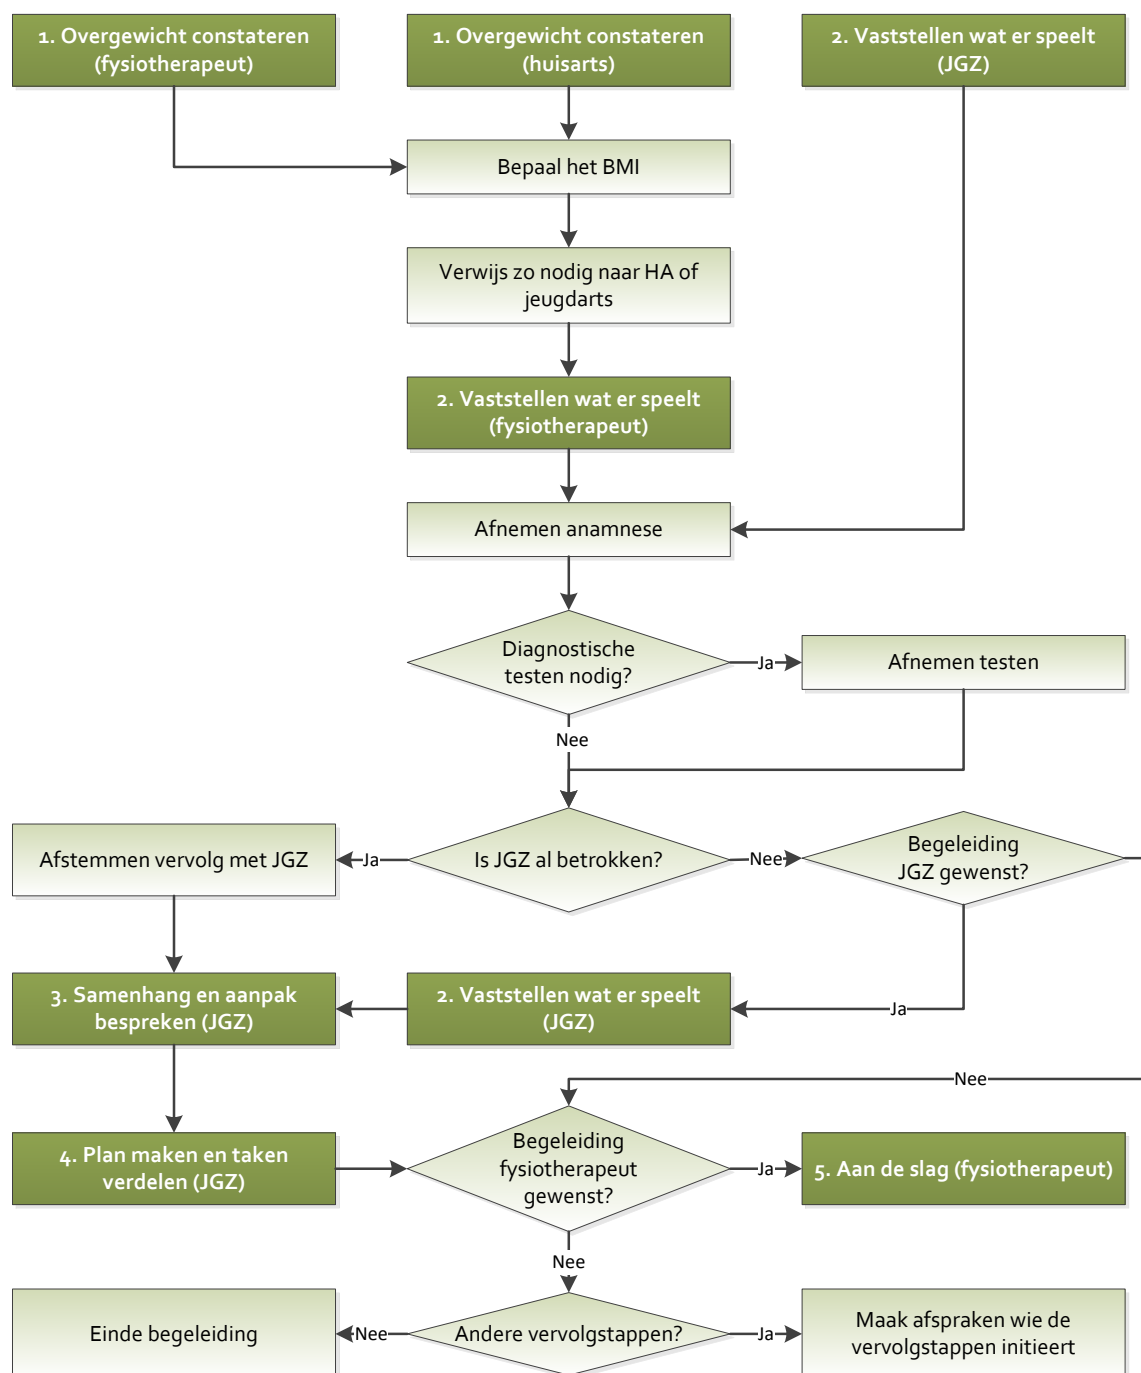 1. Overgewicht constateren
(fysiotherapeut)
1. Overgewicht constateren
(huisarts)
2. Vaststellen wat er speelt
(JGZ)
Bepaal het BMI
Verwijs zo nodig naar HA of
jeugdarts
2. Vaststellen wat er speelt
(fysiotherapeut)
Afnemen anamnese
Diagnostische
testen nodig?
Ja
Afnemen testen
Nee
Afstemmen vervolg met JGZ
Ja
Is JGZ al betrokken?
Nee
Begeleiding
JGZ gewenst?
3. Samenhang en aanpak
bespreken (JGZ)
2. Vaststellen wat er speelt
(JGZ)
Ja
Nee
4. Plan maken en taken
verdelen (JGZ)
Begeleiding
fysiotherapeut
gewenst?
Ja
5. Aan de slag (fysiotherapeut)
Nee
Einde begeleiding
Nee
Andere vervolgstappen?
Ja
Maak afspraken wie de
vervolgstappen initieert